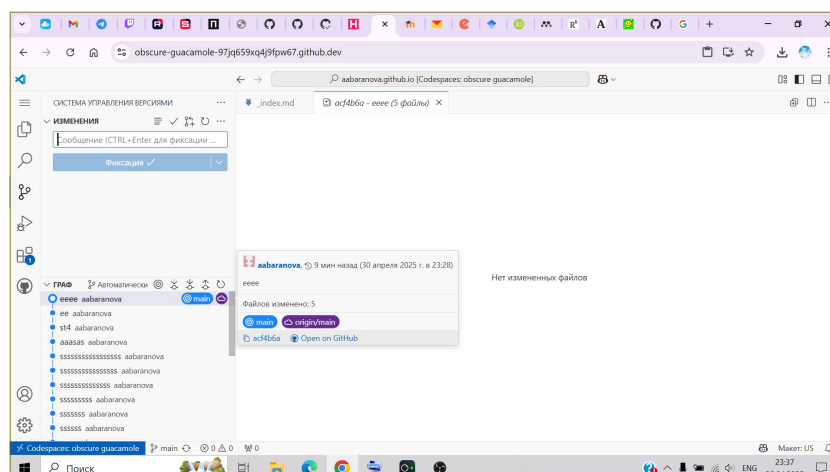 obscure-guacamole-97jq659xq4j9fpw67.github.dev
aabaranova.github.io [Codespaces: obscure guacamole]
СИСТЕМА УПРАВЛЕНИЯ ВЕРСИЯМИ
_index.md
acf4b6a - eeee (5 файлы)
ИЗМЕНЕНИЯ
Сообщение (CTRL+Enter для фиксации ...
Фиксация
Нет измененных файлов
aabaranova, 9 мин назад (30 апреля 2025 г. в 23:28)
eeee
Файлов изменено: 5
main origin/main
acf4b6a Open on GitHub
ГРАФ Автоматически
eeee aabaranova main
ee aabaranova
st4 aabaranova
aaasas aabaranova
ssssssssssssssss aabaranova
sssssssssssssss aabaranova
sssssssssssss aabaranova
sssssssss aabaranova
sssssss aabaranova
ssssss aabaranova
Codespaces: obscure guacamole main 0 0 0 Макет: US
Поиск
ENG 23:37